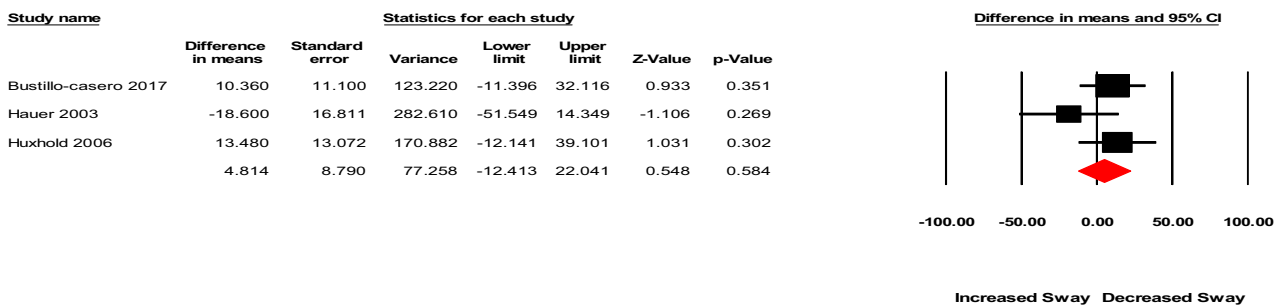 Study name Statistics for each study Difference in means and 95% CI
Difference in means Standard error Variance Lower limit Upper limit Z-Value p-Value
Bustillo-casero 2017 10.360 11.100 123.220 -11.396 32.116 0.933 0.351
Hauer 2003 -18.600 16.811 282.610 -51.549 14.349 -1.106 0.269
Huxhold 2006 13.480 13.072 170.882 -12.141 39.101 1.031 0.302
4.814 8.790 77.258 -12.413 22.041 0.548 0.584
-100.00 -50.00 0.00 50.00 100.00
Increased Sway Decreased Sway